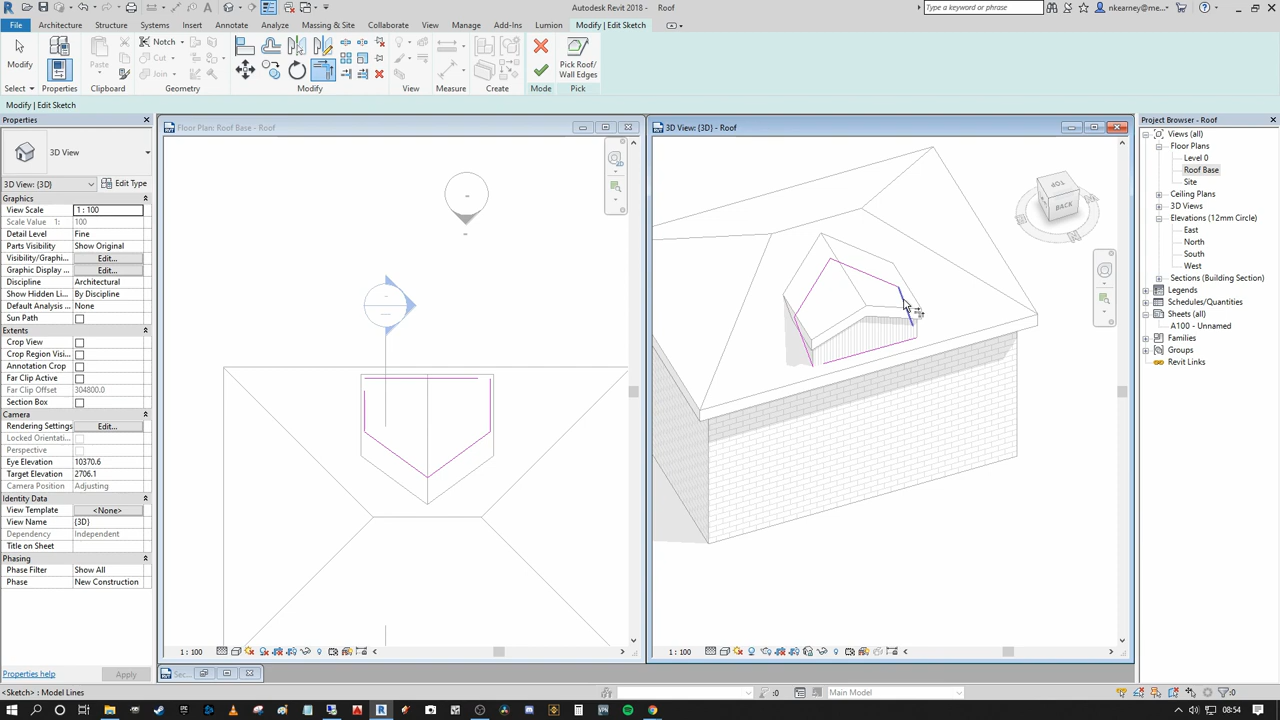 Autodesk Revit 2018 - Roof
Type a keyword or phrase
nkearney@me...
File
Architecture
Structure
Systems
Insert
Annotate
Analyze
Massing & Site
Collaborate
View
Manage
Add-Ins
Lumion
Modify | Edit Sketch
Modify
Paste
Notch
Cut
Join
Pick Roof/
Wall Edges
Select
Properties
Clipboard
Geometry
Modify
View
Measure
Create
Mode
Pick
Modify | Edit Sketch
Properties
3D View
3D View: {3D}
Edit Type
Graphics
View Scale
1 : 100
Scale Value 1:
100
Detail Level
Fine
Parts Visibility
Show Original
Visibility/Graphi...
Edit...
Graphic Display ...
Edit...
Discipline
Architectural
Show Hidden Li...
By Discipline
Default Analysis ...
None
Sun Path
Extents
Crop View
Crop Region Visi...
Annotation Crop
Far Clip Active
Far Clip Offset
304800.0
Section Box
Camera
Rendering Settings
Edit...
Locked Orientati...
Perspective
Eye Elevation
10370.6
Target Elevation
2706.1
Camera Position
Adjusting
Identity Data
View Template
<None>
View Name
{3D}
Dependency
Independent
Title on Sheet
Phasing
Phase Filter
Show All
Phase
New Construction
Properties help
Apply
Floor Plan: Roof Base - Roof
2D
1 : 100
Sec...
3D View: {3D} - Roof
TOP
BACK
1 : 100
Project Browser - Roof
Views (all)
Floor Plans
Level 0
Roof Base
Site
Ceiling Plans
3D Views
Elevations (12mm Circle)
East
North
South
West
Sections (Building Section)
Legends
Schedules/Quantities
Sheets (all)
A100 - Unnamed
Families
Groups
Revit Links
<Sketch> : Model Lines
:0
Main Model
:0
08:54